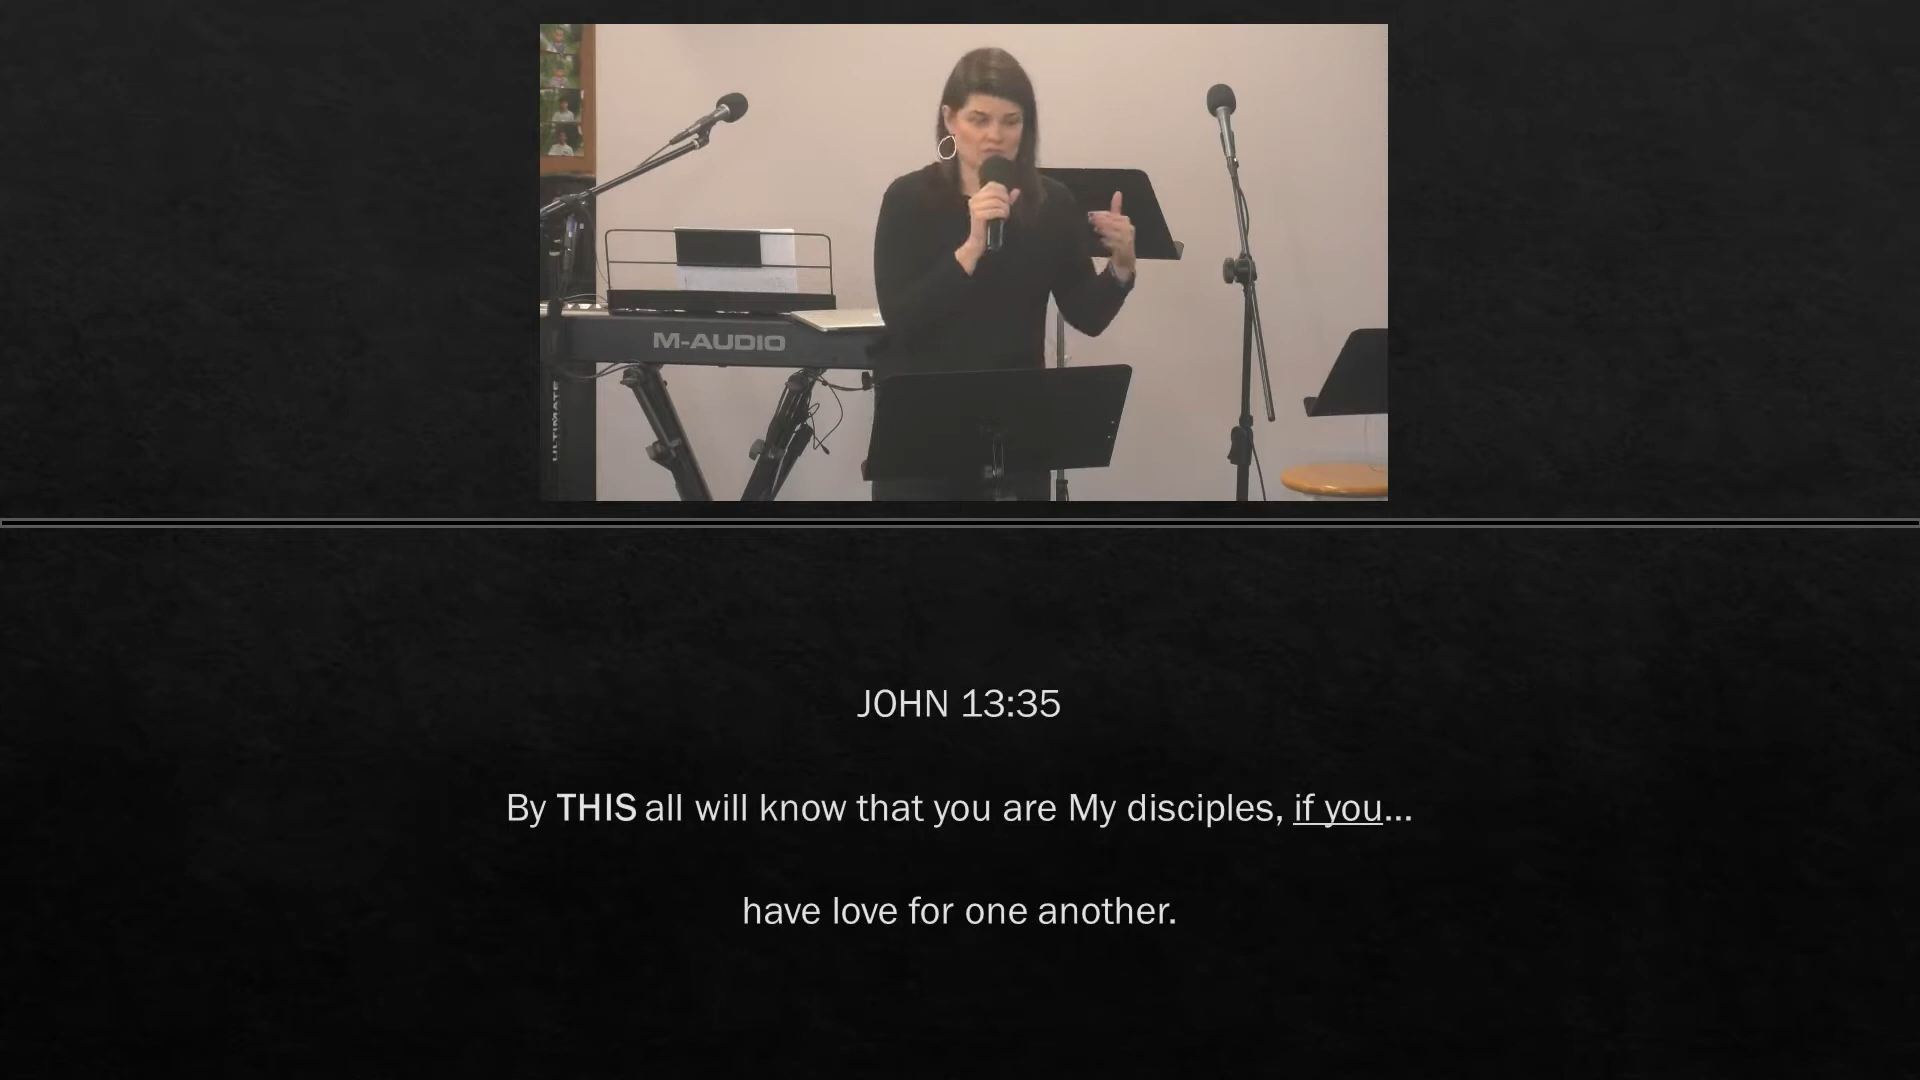 M-AUDIO
ULTIMATE
JOHN 13:35
By THIS all will know that you are My disciples, if you...
have love for one another.